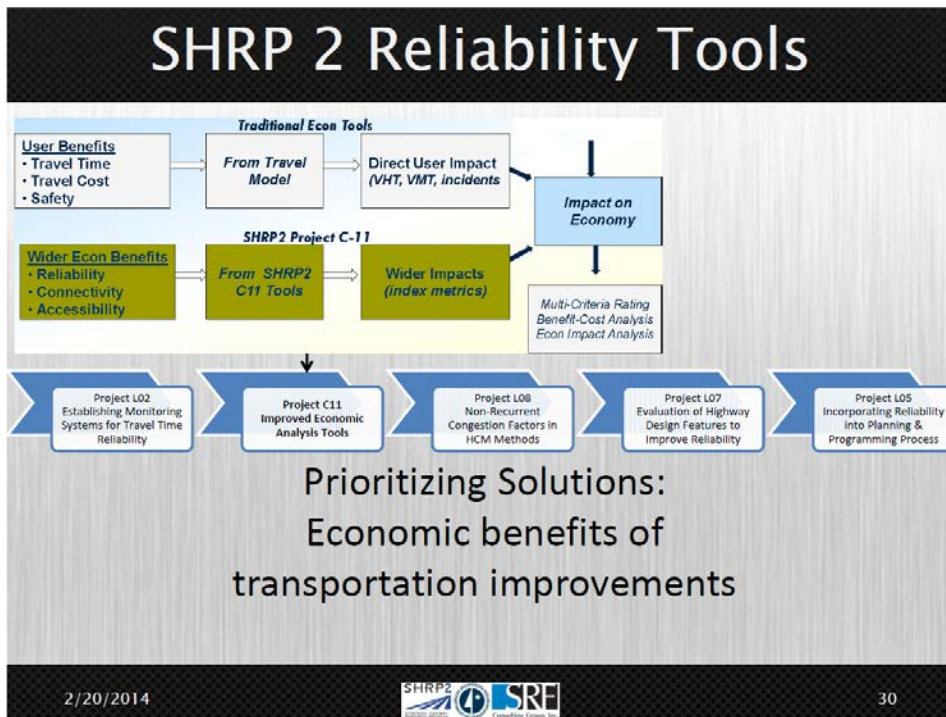 SHRP 2 Reliability Tools
Traditional Econ Tools
User Benefits
• Travel Time
• Travel Cost
• Safety
From Travel
Model
Direct User Impact
(VHT, VMT, incidents
Impact on
Economy
SHRP2 Project C-11
Wider Econ Benefits
• Reliability
• Connectivity
• Accessibility
From SHRP2
C11 Tools
Wider Impacts
(index metrics)
Multi-Criteria Rating
Benefit-Cost Analysis
Econ Impact Analysis
Project L02
Establishing Monitoring
Systems for Travel Time
Reliability
Project C11
Improved Economic
Analysis Tools
Project L08
Non-Recurrent
Congestion Factors in
HCM Methods
Project L07
Evaluation of Highway
Design Features to
Improve Reliability
Project L05
Incorporating Reliability
into Planning &
Programming Process
Prioritizing Solutions:
Economic benefits of
transportation improvements
2/20/2014
SHRP2
SRF
Consulting Group, Inc.
30